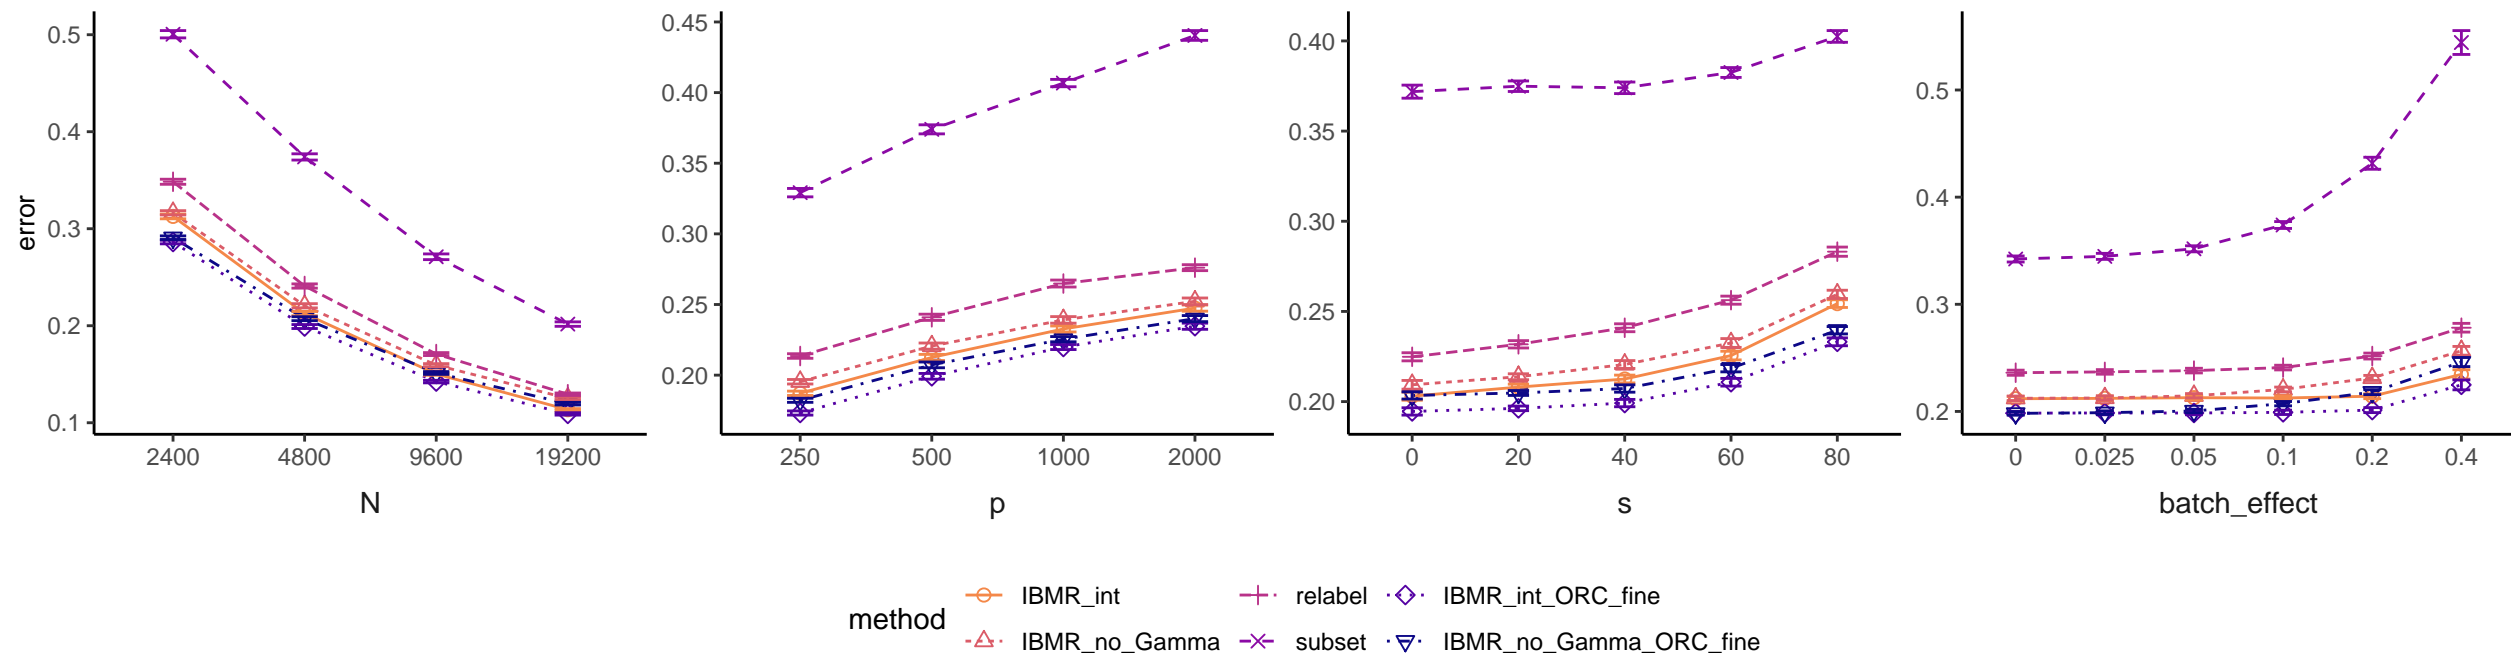 error
0.5
0.4
0.3
0.2
0.1
2400 4800 9600 19200
N
0.45
0.40
0.35
0.30
0.25
0.20
250 500 1000 2000
p
0.40
0.35
0.30
0.25
0.20
0 20 40 60 80
s
0.5
0.4
0.3
0.2
0 0.025 0.05 0.1 0.2 0.4
batch_effect
method
IBMR_int relabel IBMR_int_ORC_fine
IBMR_no_Gamma subset IBMR_no_Gamma_ORC_fine